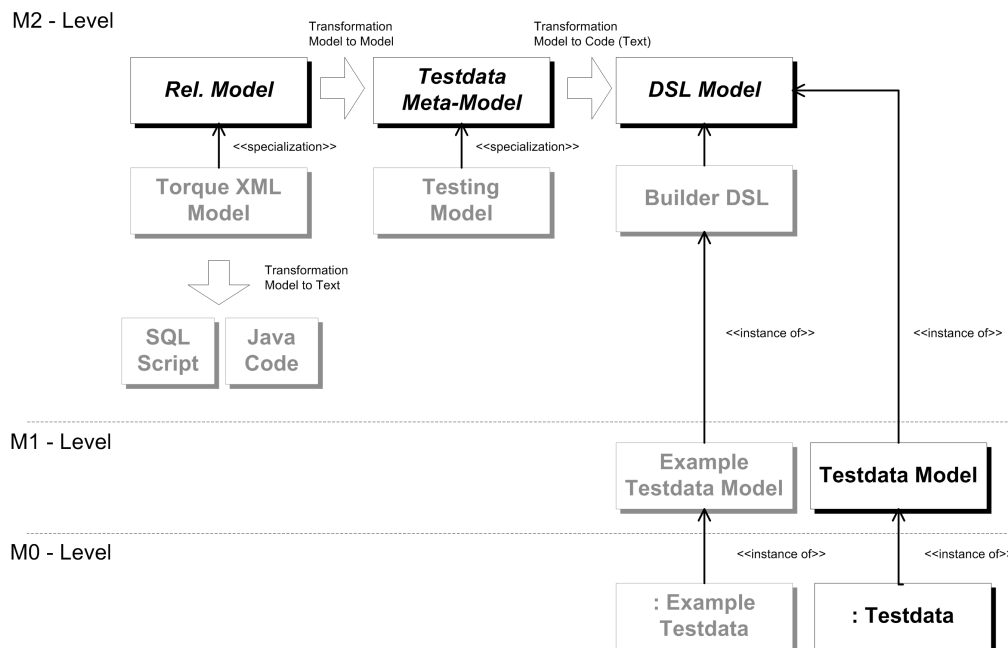 M2 - Level
Transformation
Model to Model
Transformation
Model to Code (Text)
Rel. Model
Testdata
Meta-Model
DSL Model
<<specialization>>
<<specialization>>
Torque XML
Model
Testing
Model
Builder DSL
Transformation
Model to Text
SQL
Script
Java
Code
<<instance of>>
<<instance of>>
M1 - Level
Example
Testdata Model
Testdata Model
M0 - Level
<<instance of>>
<<instance of>>
: Example
Testdata
: Testdata